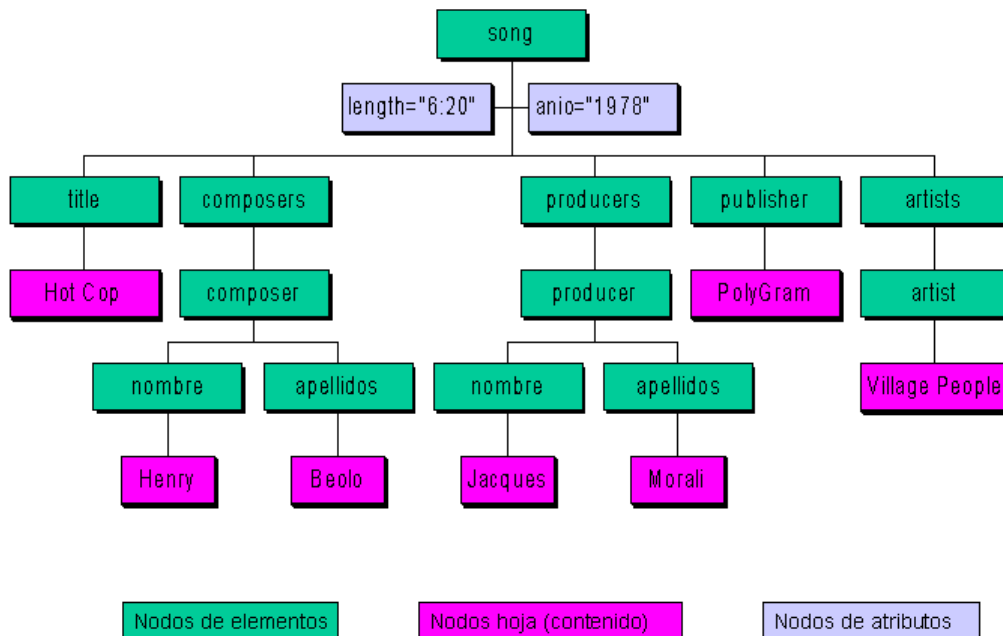 song
length="6:20"
anio="1978"
title
composers
producers
publisher
artists
Hot Cop
composer
producer
PolyGram
artist
nombre
apellidos
nombre
apellidos
Village People
Henry
Beolo
Jacques
Morali
Nodos de elementos
Nodos hoja (contenido)
Nodos de atributos